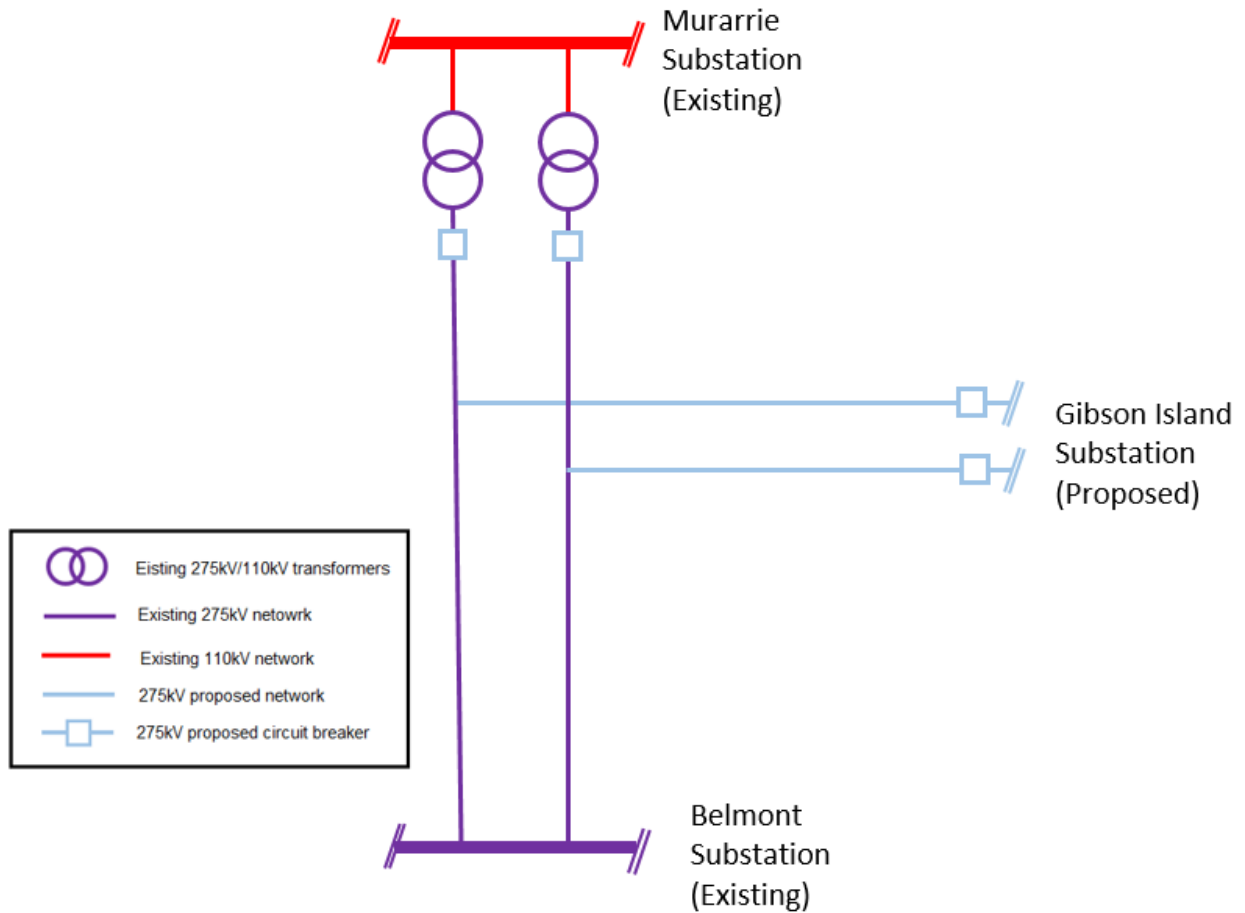 Murarrie
Substation
(Existing)
Gibson Island
Substation
(Proposed)
Eisting 275kV/110kV transformers
Existing 275kV netowrk
Existing 110kV network
275kV proposed network
275kV proposed circuit breaker
Belmont
Substation
(Existing)